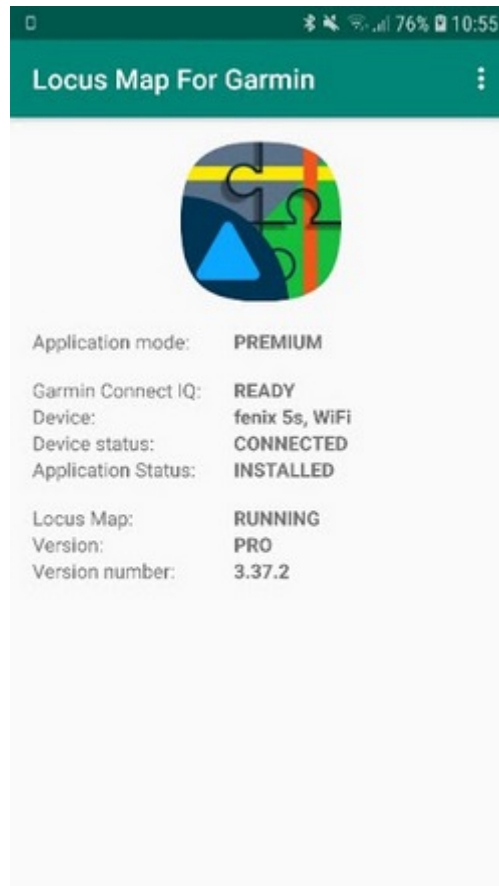 76% 10:55
Locus Map For Garmin
Application mode: PREMIUM
Garmin Connect IQ: READY
Device: fenix 5s, WiFi
Device status: CONNECTED
Application Status: INSTALLED
Locus Map: RUNNING
Version: PRO
Version number: 3.37.2